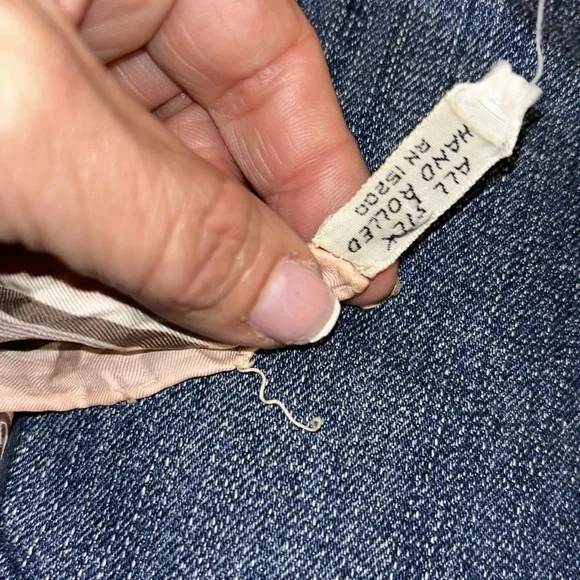 ALL SILK
HAND ROLLED
RN 15200